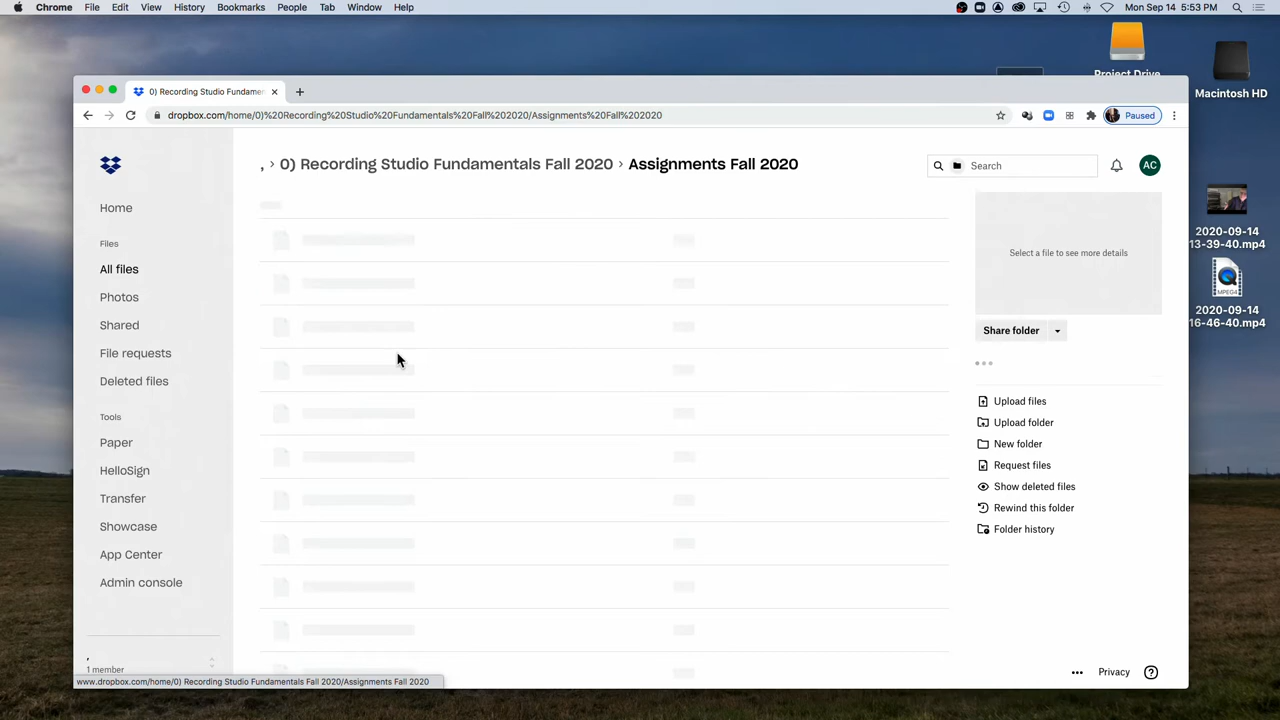 Chrome File Edit View History Bookmarks People Tab Window Help Mon Sep 14 5:53 PM
Project Drive
Macintosh HD
0) Recording Studio Fundamen
dropbox.com/home/0)%20Recording%20Studio%20Fundamentals%20Fall%202020/Assignments%20Fall%202020
Paused
, › 0) Recording Studio Fundamentals Fall 2020 › Assignments Fall 2020
Search
AC
Home
Files
All files
Photos
Shared
File requests
Deleted files
Tools
Paper
HelloSign
Transfer
Showcase
App Center
Admin console
,
1 member
Select a file to see more details
Share folder
Upload files
Upload folder
New folder
Request files
Show deleted files
Rewind this folder
Folder history
Privacy
www.dropbox.com/home/0) Recording Studio Fundamentals Fall 2020/Assignments Fall 2020
2020-09-14
13-39-40.mp4
MPEG4
2020-09-14
16-46-40.mp4